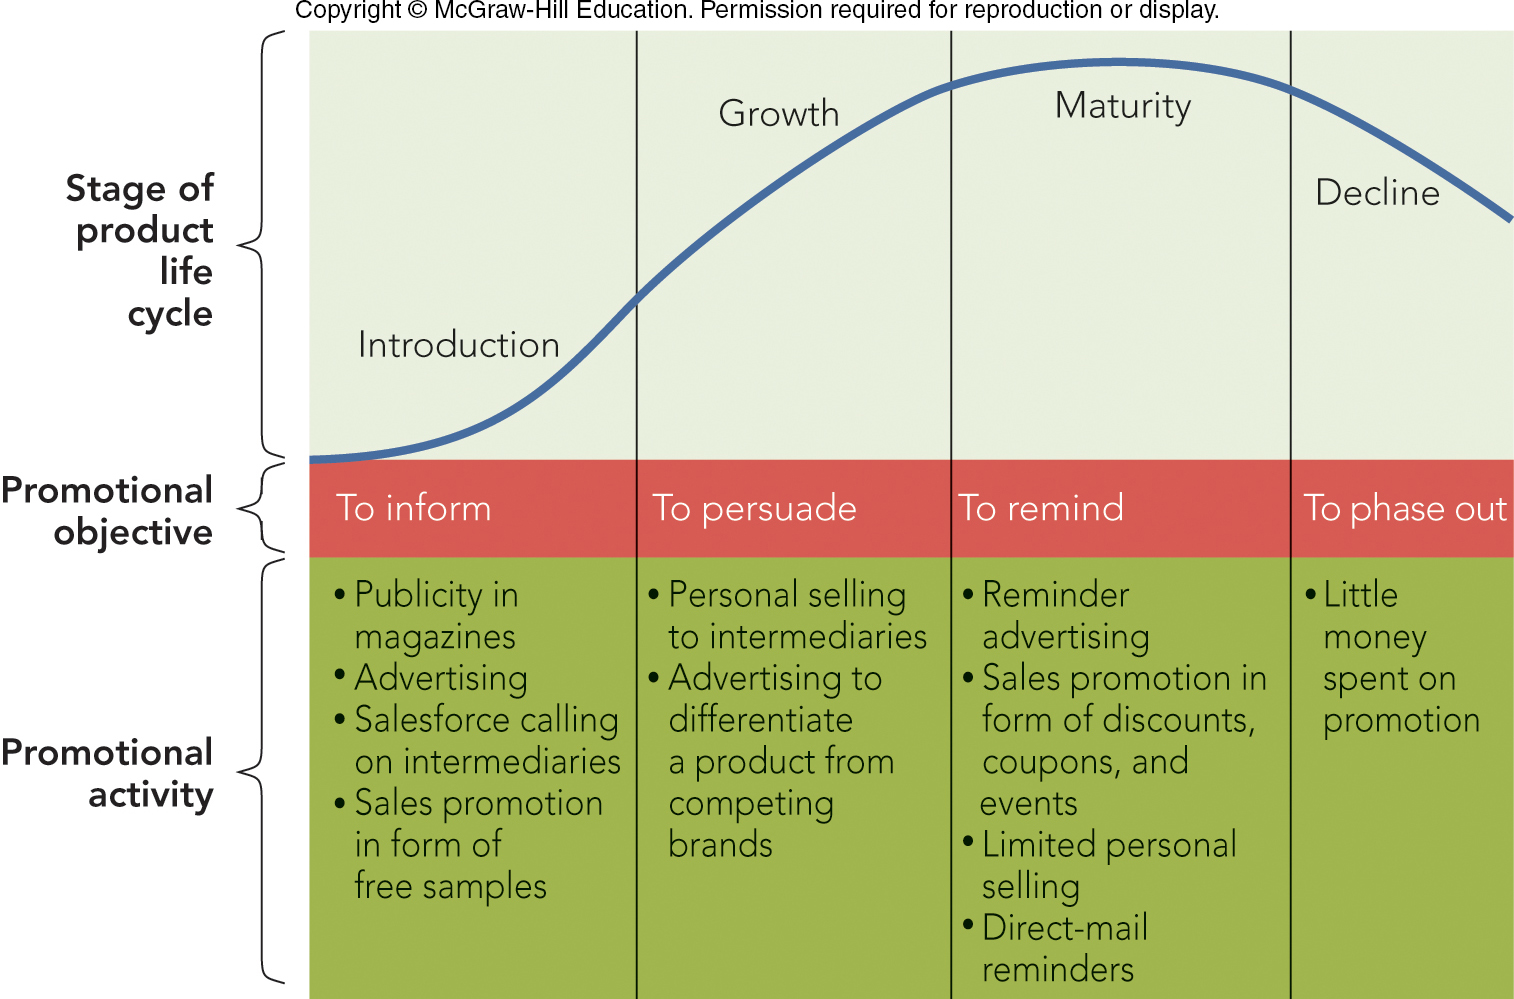 Copyright © McGraw-Hill Education. Permission required for reproduction or display.
Stage of
product
life
cycle
Introduction
Growth
Maturity
Decline
Promotional
objective
To inform
To persuade
To remind
To phase out
Promotional
activity
• Publicity in
magazines
• Advertising
• Salesforce calling
on intermediaries
• Sales promotion
in form of
free samples
• Personal selling
to intermediaries
• Advertising to
differentiate
a product from
competing
brands
• Reminder
advertising
• Sales promotion in
form of discounts,
coupons, and
events
• Limited personal
selling
• Direct-mail
reminders
• Little
money
spent on
promotion